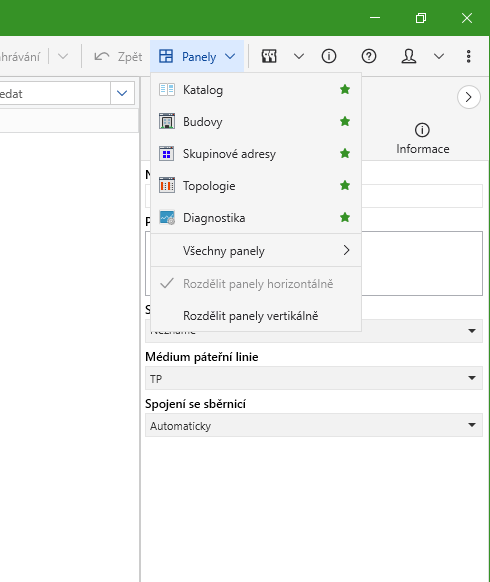 hrávání
Zpět
Panely
edat
Katalog
Budovy
Skupinové adresy
Topologie
Diagnostika
Všechny panely
Rozdělit panely horizontálně
Rozdělit panely vertikálně
Informace
Médium páteřní linie
TP
Spojení se sběrnicí
Automaticky